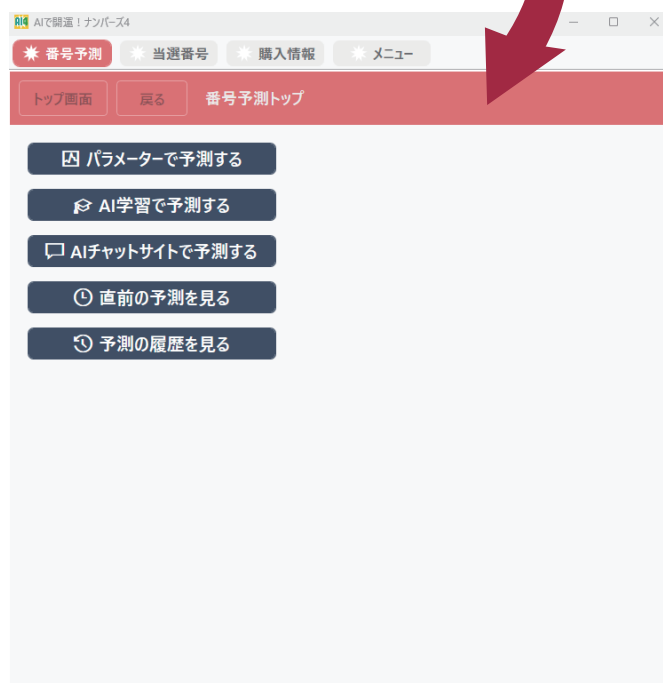 AI4 AIで開運！ナンバーズ4
番号予測 当選番号 購入情報 メニュー
トップ画面 戻る 番号予測トップ
パラメーターで予測する
AI学習で予測する
AIチャットサイトで予測する
直前の予測を見る
予測の履歴を見る